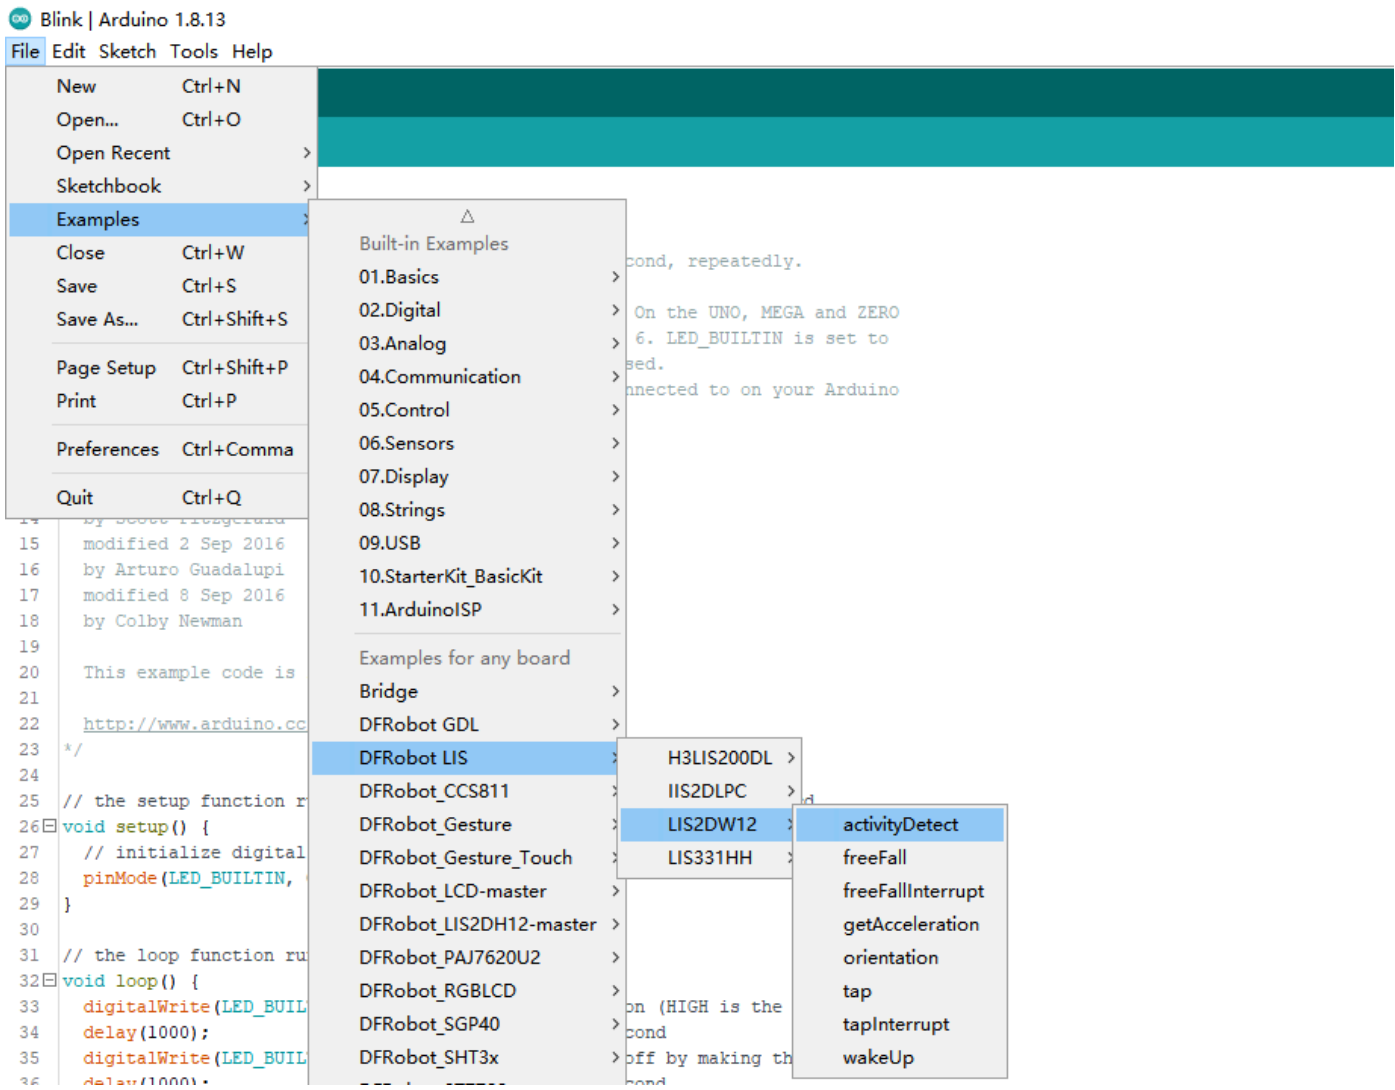 Blink | Arduino 1.8.13
File Edit Sketch Tools Help
New Ctrl+N
Open... Ctrl+O
Open Recent
Sketchbook
Examples
Close Ctrl+W
Save Ctrl+S
Save As... Ctrl+Shift+S
Page Setup Ctrl+Shift+P
Print Ctrl+P
Preferences Ctrl+Comma
Quit Ctrl+Q
Built-in Examples
01.Basics
02.Digital
03.Analog
04.Communication
05.Control
06.Sensors
07.Display
08.Strings
09.USB
10.StarterKit_BasicKit
11.ArduinoISP
Examples for any board
Bridge
DFRobot GDL
DFRobot LIS
DFRobot_CCS811
DFRobot_Gesture
DFRobot_Gesture_Touch
DFRobot_LCD-master
DFRobot_LIS2DH12-master
DFRobot_PAJ7620U2
DFRobot_RGBLCD
DFRobot_SGP40
DFRobot_SHT3x
H3LIS200DL
IIS2DLPC
LIS2DW12
LIS331HH
activityDetect
freeFall
freeFallInterrupt
getAcceleration
orientation
tap
tapInterrupt
wakeUp
cond, repeatedly.
On the UNO, MEGA and ZERO
6. LED_BUILTIN is set to
sed.
nnected to on your Arduino
14 by Scott Fitzgerald
15 modified 2 Sep 2016
16 by Arturo Guadalupi
17 modified 8 Sep 2016
18 by Colby Newman
19
20 This example code is
21
22 http://www.arduino.cc
23 */
24
25 // the setup function r
26 void setup() {
27 // initialize digital
28 pinMode(LED_BUILTIN,
29 }
30
31 // the loop function ru
32 void loop() {
33 digitalWrite(LED_BUIL on (HIGH is the
34 delay(1000); cond
35 digitalWrite(LED_BUIL off by making th
36 delay(1000); cond